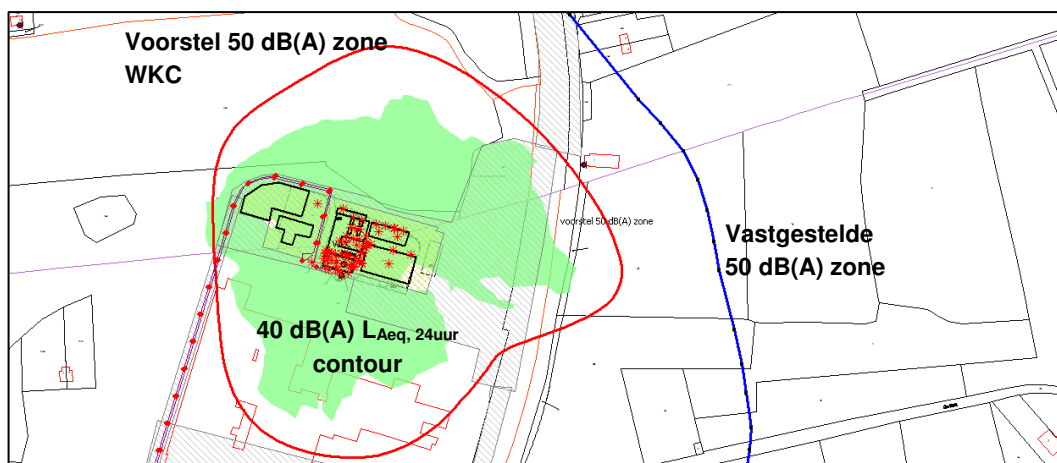 Voorstel 50 dB(A) zone
WKC
voorstel 50 dB(A) zone
Vastgestelde
50 dB(A) zone
40 dB(A) LAeq, 24uur
contour